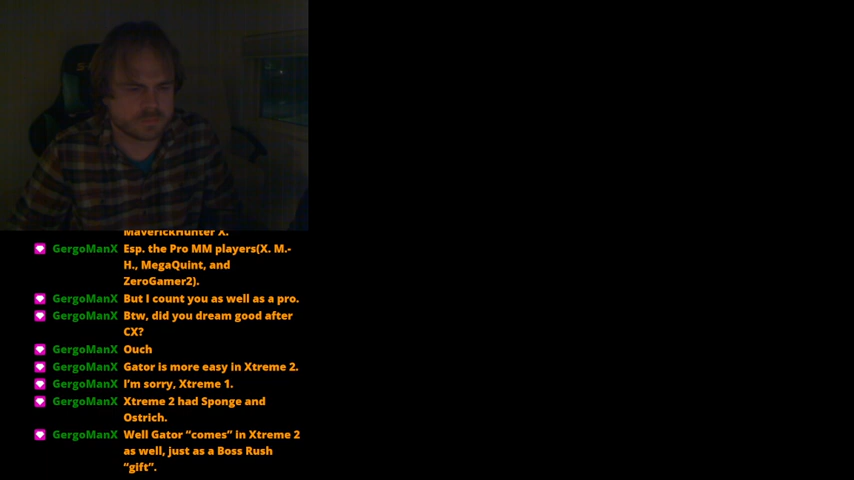 MaverickHunter X.
GergoManX Esp. the Pro MM players(X. M.-
H., MegaQuint, and
ZeroGamer2).
GergoManX But I count you as well as a pro.
GergoManX Btw, did you dream good after
CX?
GergoManX Ouch
GergoManX Gator is more easy in Xtreme 2.
GergoManX I’m sorry, Xtreme 1.
GergoManX Xtreme 2 had Sponge and
Ostrich.
GergoManX Well Gator “comes” in Xtreme 2
as well, just as a Boss Rush
“gift”.